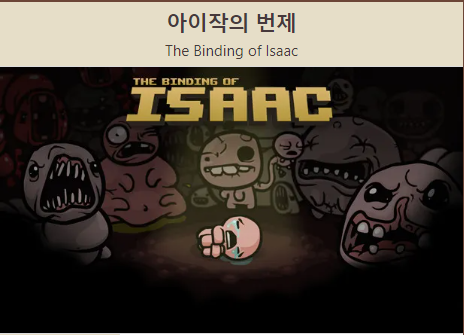 아이작의 번제
The Binding of Isaac
THE BINDING OF
ISAAC